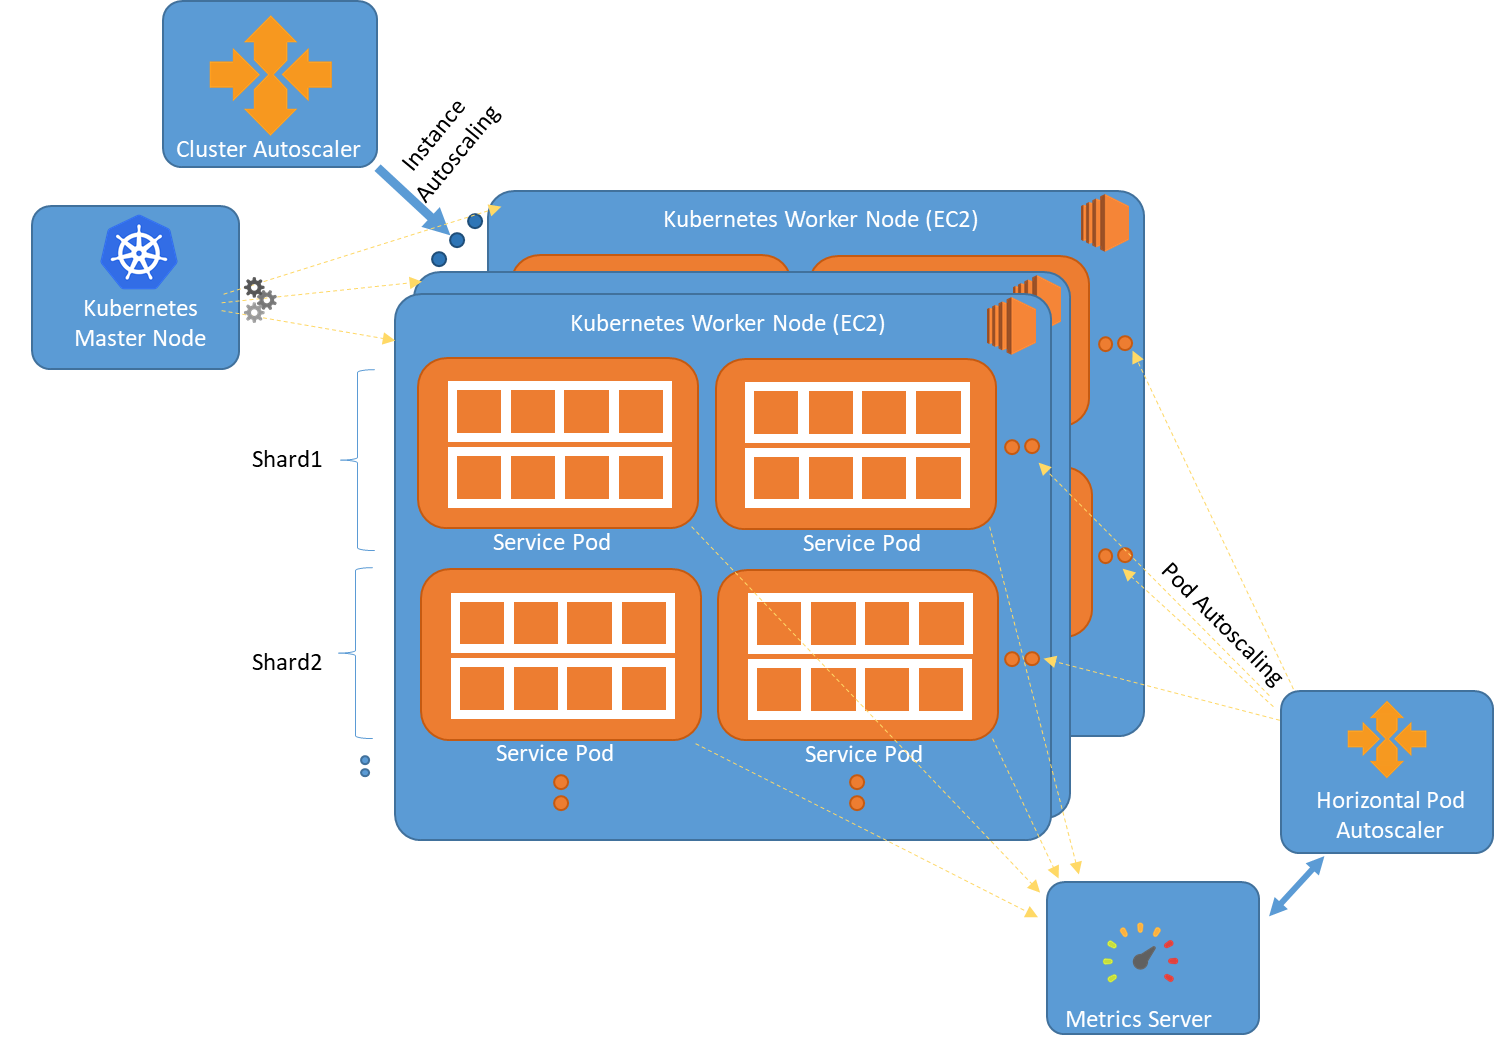 Cluster Autoscaler
Instance
Autoscaling
Kubernetes Worker Node (EC2)
Kubernetes
Master Node
Kubernetes Worker Node (EC2)
Shard1
Service Pod
Service Pod
Pod Autoscaling
Shard2
Service Pod
Service Pod
Horizontal Pod
Autoscaler
Metrics Server